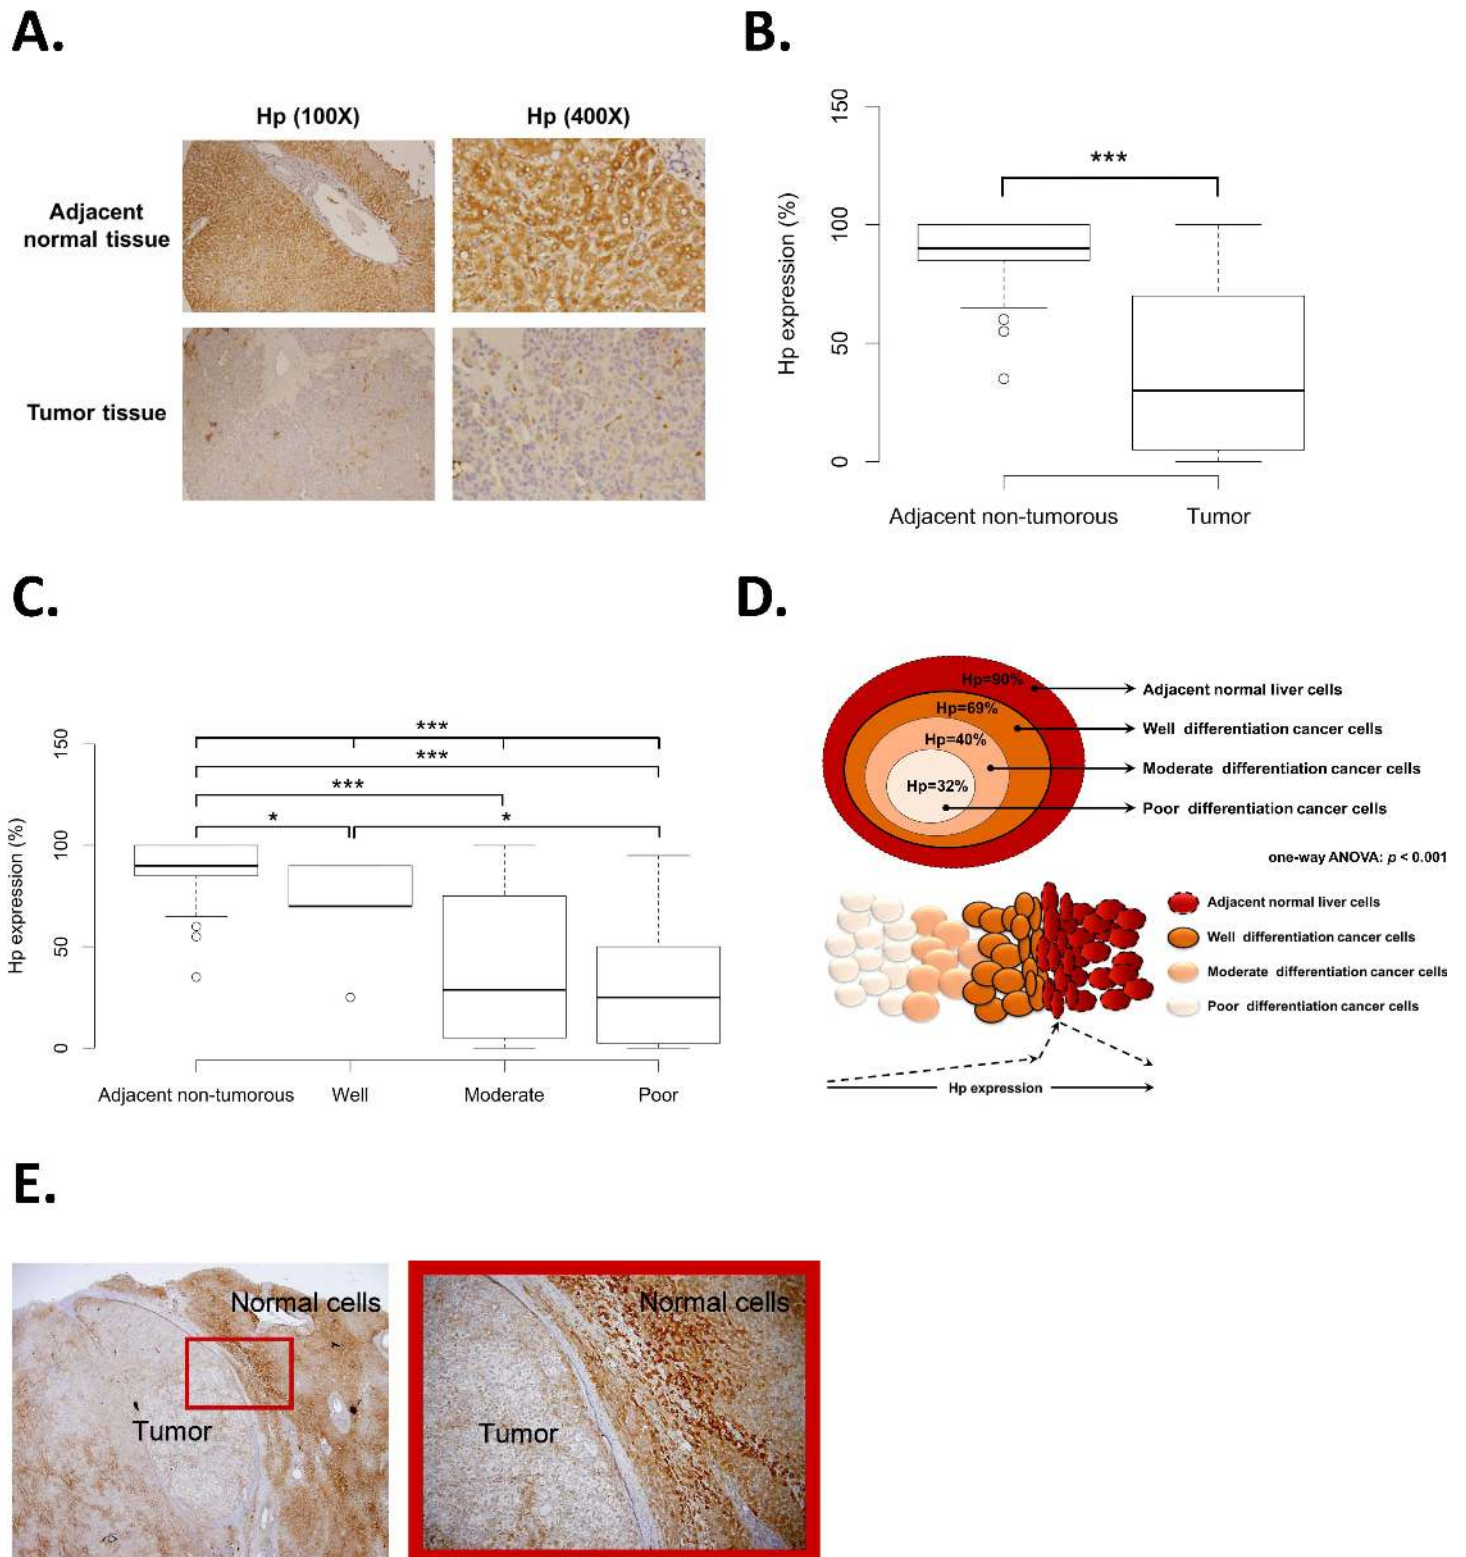 A.
Hp (100X)
Hp (400X)
Adjacent
normal tissue
Tumor tissue
B.
150
100
50
0
Hp expression (%)
***
Adjacent non-tumorous
Tumor
C.
150
100
50
0
Hp expression (%)
***
***
***
*
*
Adjacent non-tumorous
Well
Moderate
Poor
D.
Hp=90%
Hp=69%
Hp=40%
Hp=32%
Adjacent normal liver cells
Well differentiation cancer cells
Moderate differentiation cancer cells
Poor differentiation cancer cells
one-way ANOVA: p < 0.001
Adjacent normal liver cells
Well differentiation cancer cells
Moderate differentiation cancer cells
Poor differentiation cancer cells
Hp expression
E.
Normal cells
Tumor
Normal cells
Tumor